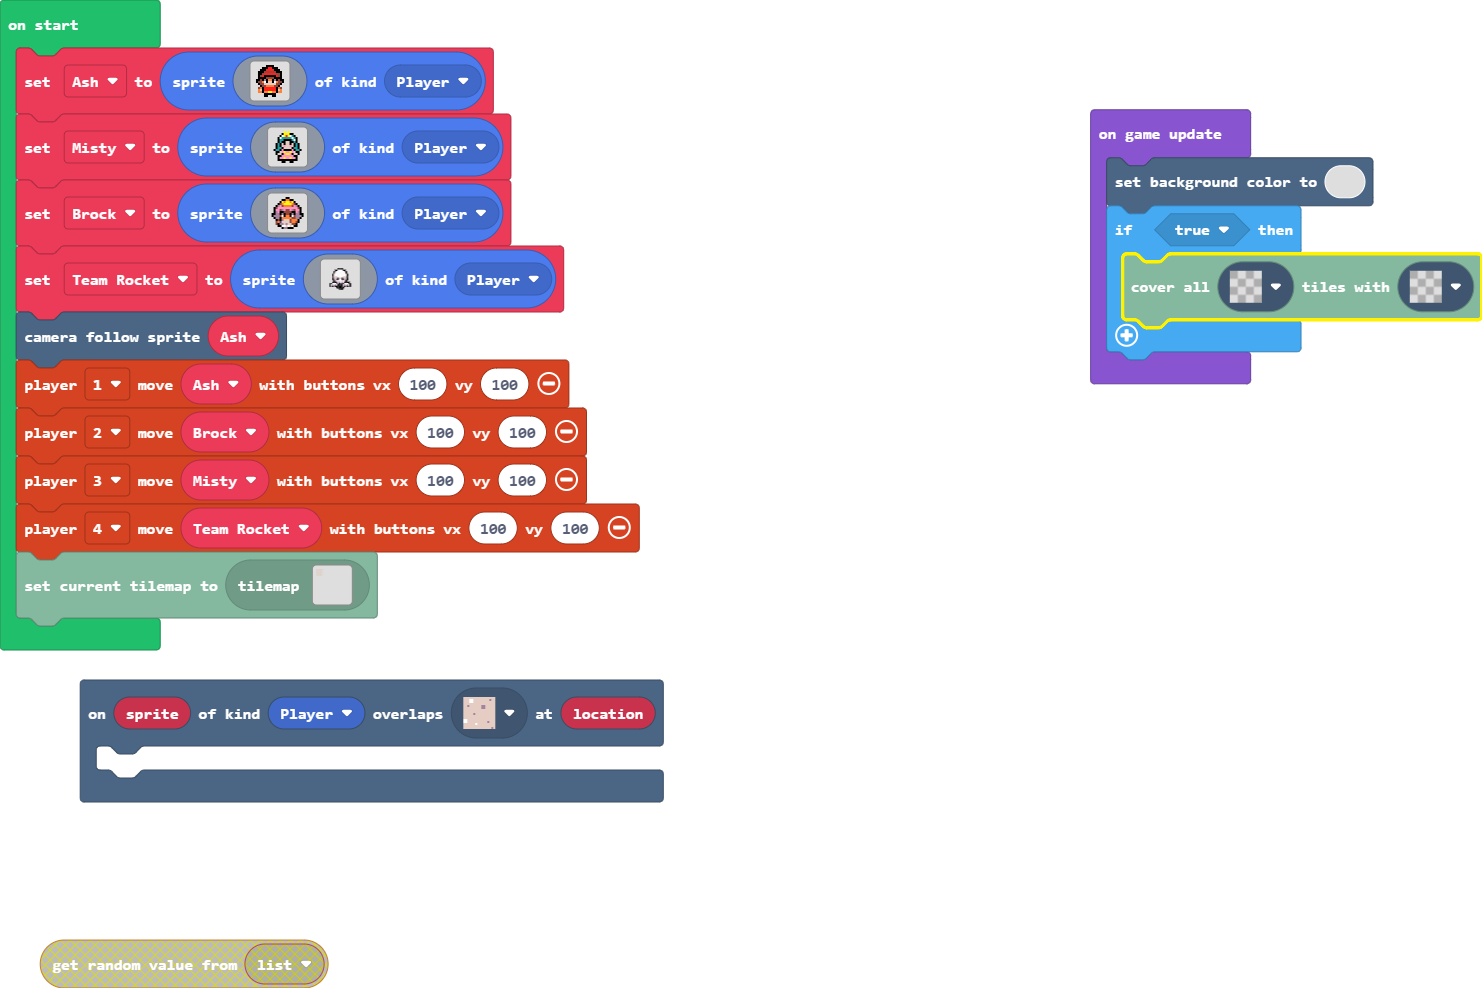 on start
set Ash to sprite of kind Player
set Misty to sprite of kind Player
set Brock to sprite of kind Player
set Team Rocket to sprite of kind Player
camera follow sprite Ash
player 1 move Ash with buttons vx 100 vy 100
player 2 move Brock with buttons vx 100 vy 100
player 3 move Misty with buttons vx 100 vy 100
player 4 move Team Rocket with buttons vx 100 vy 100
set current tilemap to tilemap
on sprite of kind Player overlaps at location
get random value from list
on game update
set background color to
if true then
cover all tiles with